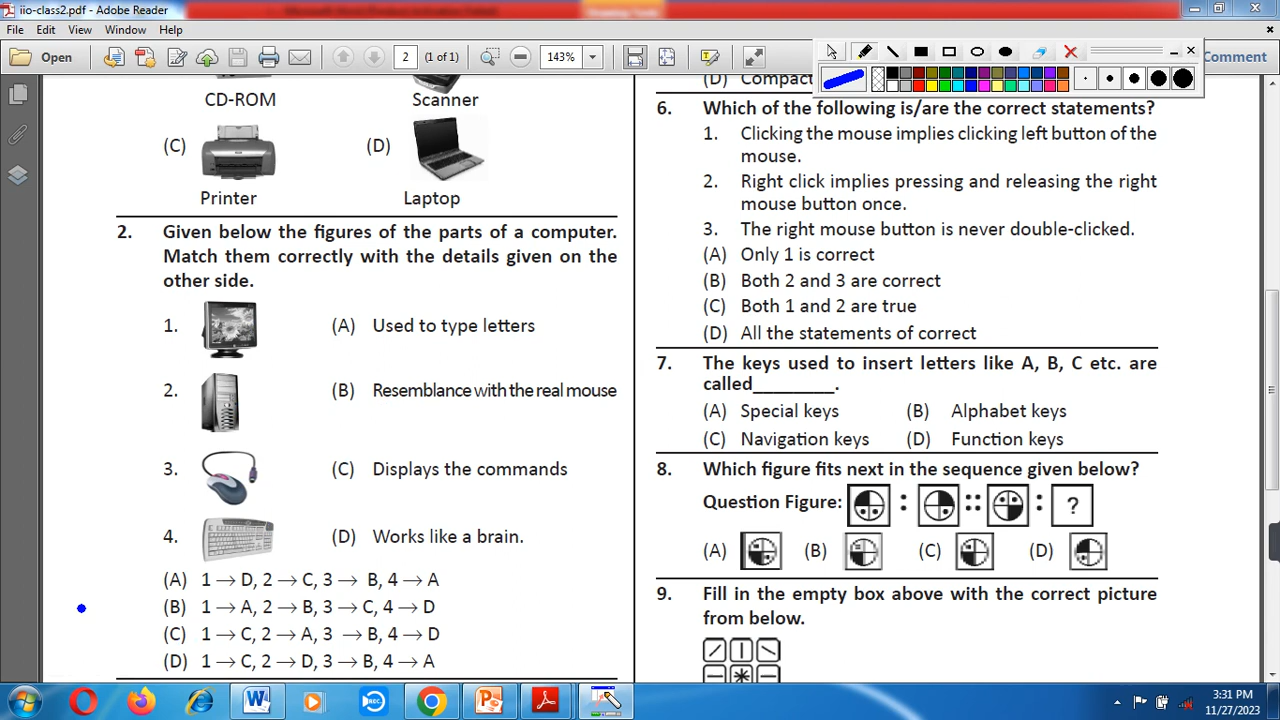 iio-class2.pdf - Adobe Reader
File Edit View Window Help
Open 2 (1 of 1) 143% Comment
CD-ROM Scanner
(C) (D)
Printer Laptop
2. Given below the figures of the parts of a computer.
Match them correctly with the details given on the
other side.
1. (A) Used to type letters
2. (B) Resemblance with the real mouse
3. (C) Displays the commands
4. (D) Works like a brain.
(A) 1 → D, 2 → C, 3 → B, 4 → A
(B) 1 → A, 2 → B, 3 → C, 4 → D
(C) 1 → C, 2 → A, 3 → B, 4 → D
(D) 1 → C, 2 → D, 3 → B, 4 → A
(D) Compact
6. Which of the following is/are the correct statements?
1. Clicking the mouse implies clicking left button of the
mouse.
2. Right click implies pressing and releasing the right
mouse button once.
3. The right mouse button is never double-clicked.
(A) Only 1 is correct
(B) Both 2 and 3 are correct
(C) Both 1 and 2 are true
(D) All the statements of correct
7. The keys used to insert letters like A, B, C etc. are
called________.
(A) Special keys (B) Alphabet keys
(C) Navigation keys (D) Function keys
8. Which figure fits next in the sequence given below?
Question Figure: : :: : ?
(A) (B) (C) (D)
9. Fill in the empty box above with the correct picture
from below.
3:31 PM
11/27/2023